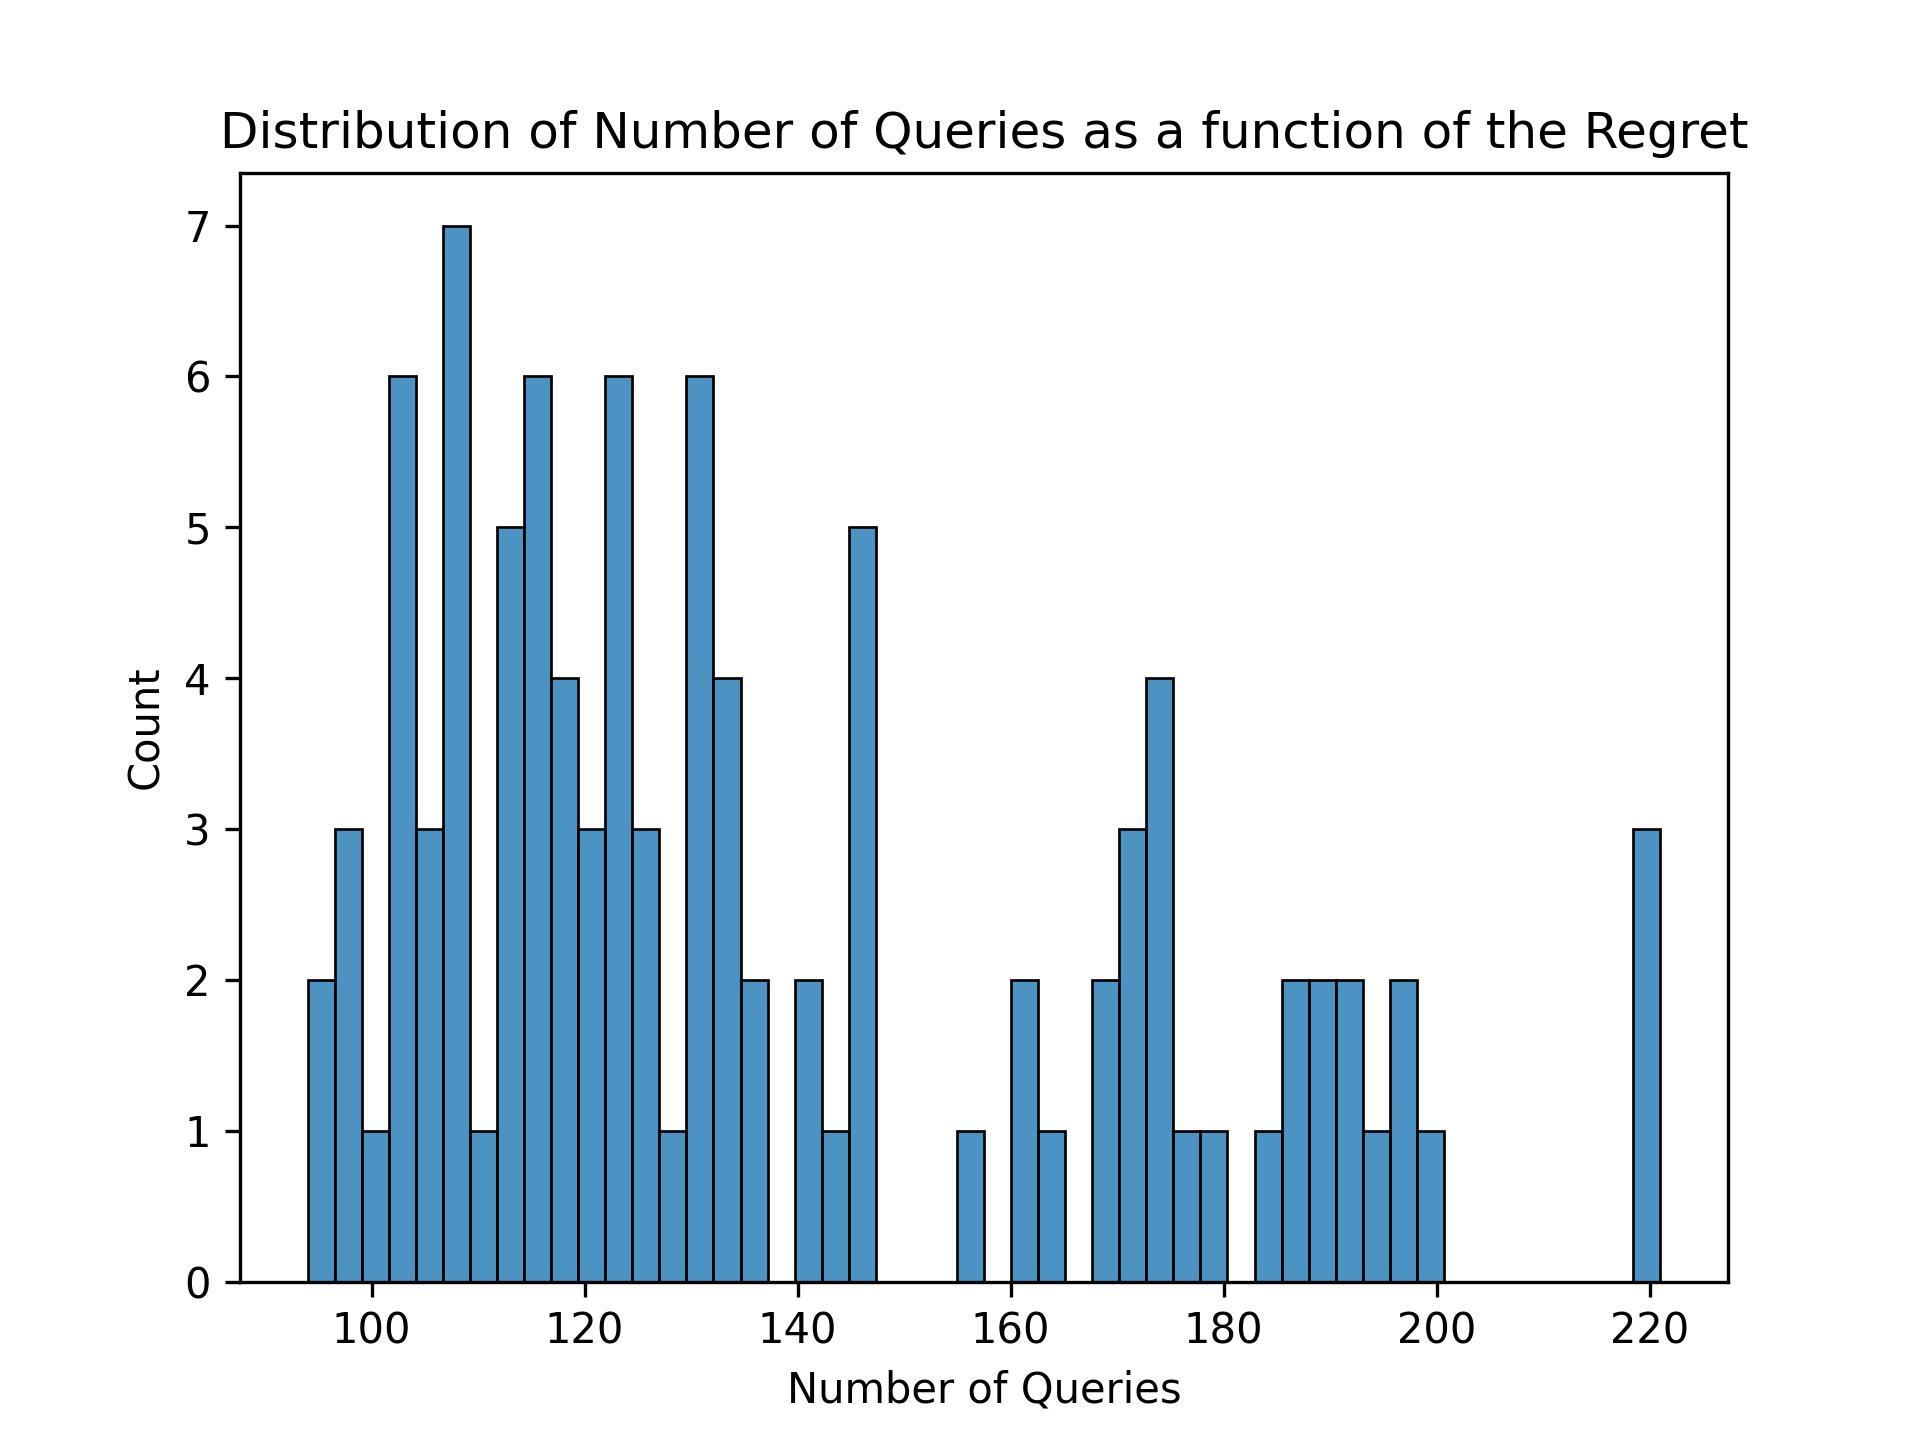 Distribution of Number of Queries as a function of the Regret
7
6
5
4
3
2
1
0
Count
100 120 140 160 180 200 220
Number of Queries